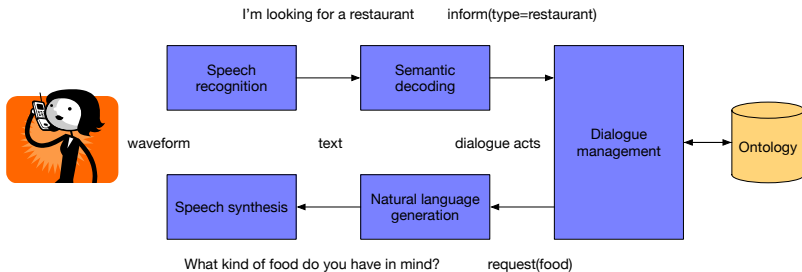 I'm looking for a restaurant
inform(type=restaurant)
Speech
recognition
Semantic
decoding
waveform
text
dialogue acts
Dialogue
management
Ontology
Speech synthesis
Natural language
generation
What kind of food do you have in mind?
request(food)